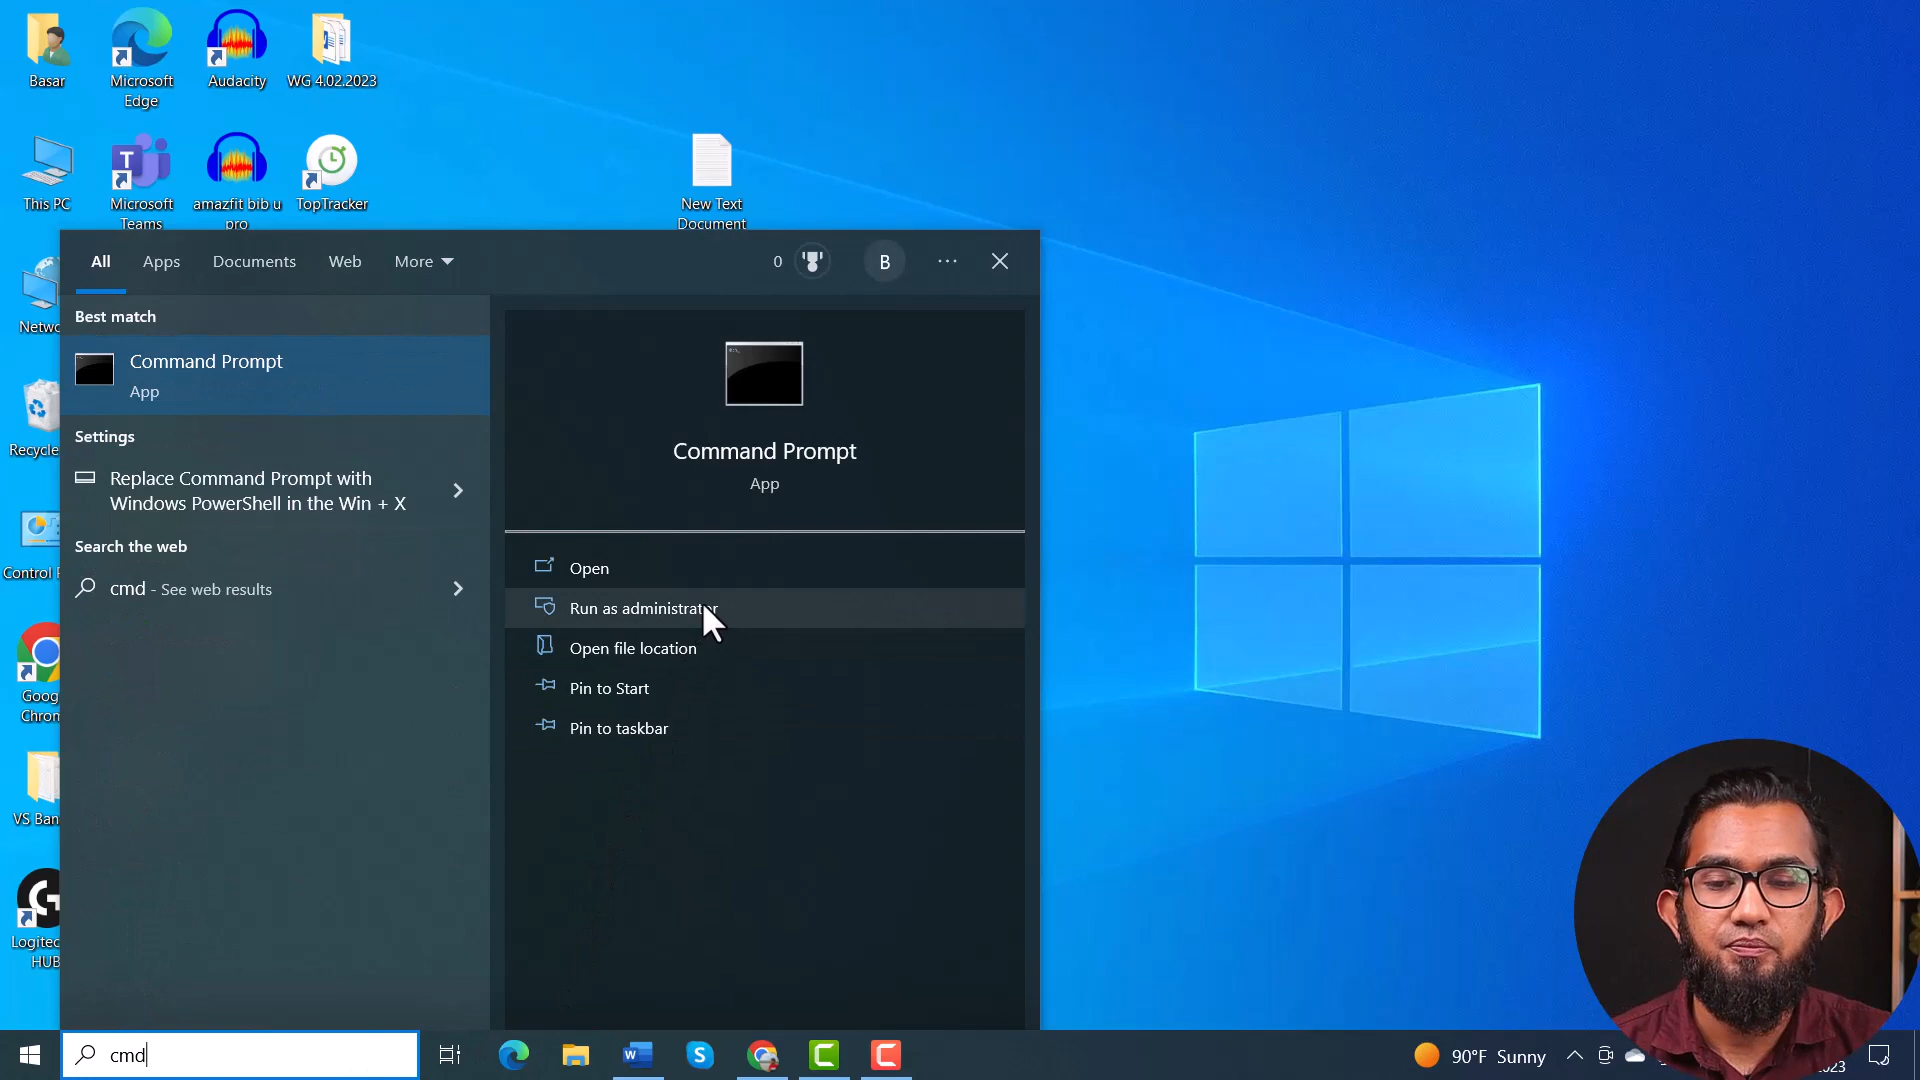 Basar
Microsoft
Edge
Audacity
WG 4.02.2023
This PC
Microsoft
Teams
amazfit bib u
pro
TopTracker
New Text
Document
All
Apps
Documents
Web
More
0
B
Best match
Command Prompt
App
Settings
Replace Command Prompt with
Windows PowerShell in the Win + X
Search the web
cmd - See web results
Command Prompt
App
Open
Run as administrator
Open file location
Pin to Start
Pin to taskbar
Netwo
Recycle
Control
Goog
Chrom
VS Ban
Logitec
HUB
cmd
90°F Sunny